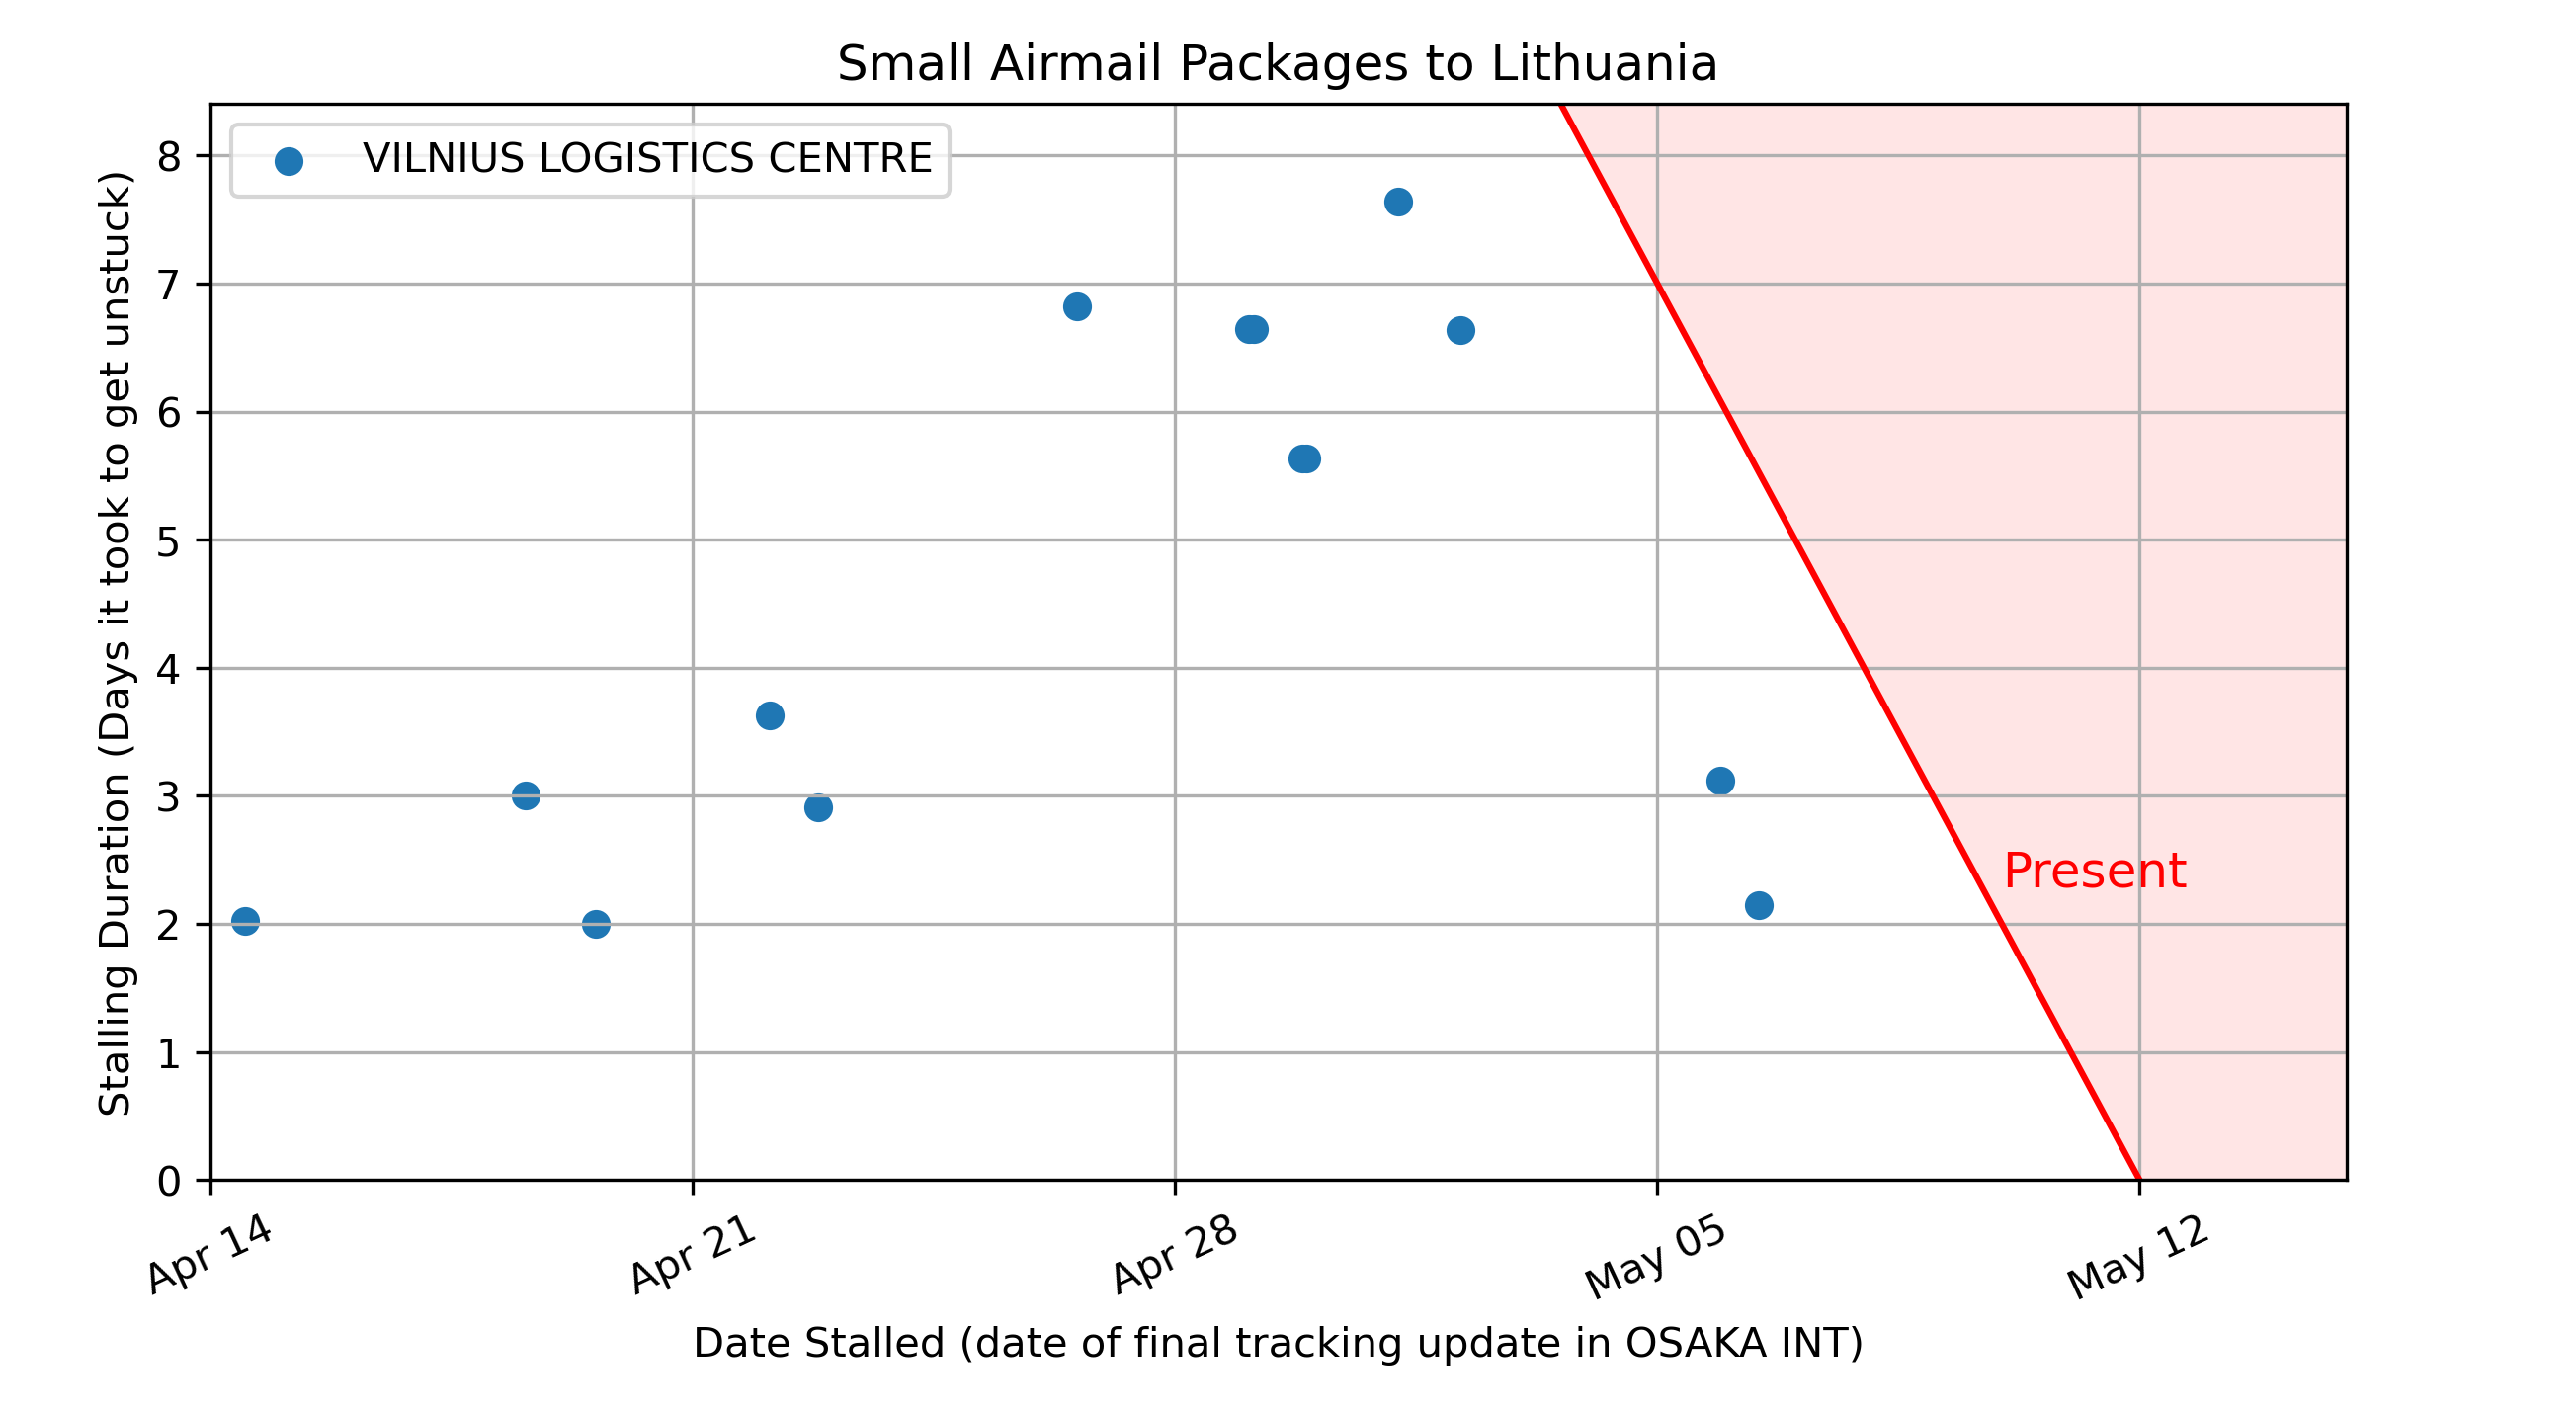 Small Airmail Packages to Lithuania
VILNIUS LOGISTICS CENTRE
Stalling Duration (Days it took to get unstuck)
8
7
6
5
4
3
2
1
0
Present
Apr 14
Apr 21
Apr 28
May 05
May 12
Date Stalled (date of final tracking update in OSAKA INT)